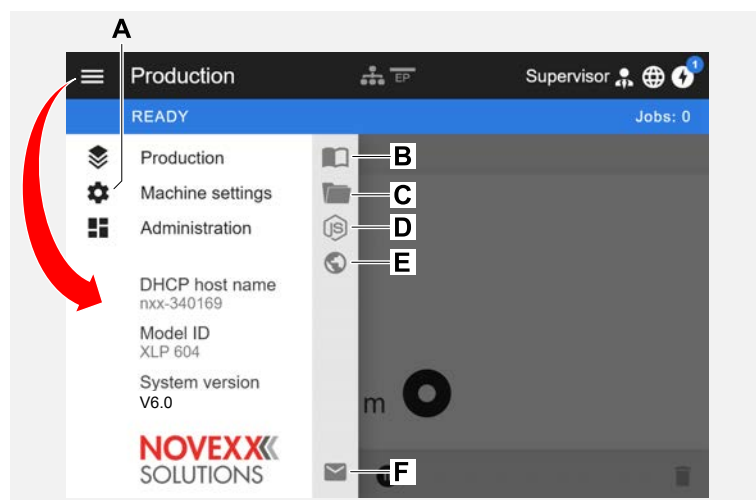 A
Production
EP
Supervisor
1
READY
Jobs: 0
Production
B
Machine settings
C
Administration
JS
D
E
DHCP host name
nxx-340169
Model ID
XLP 604
System version
V6.0
m
NOVEXX
SOLUTIONS
F